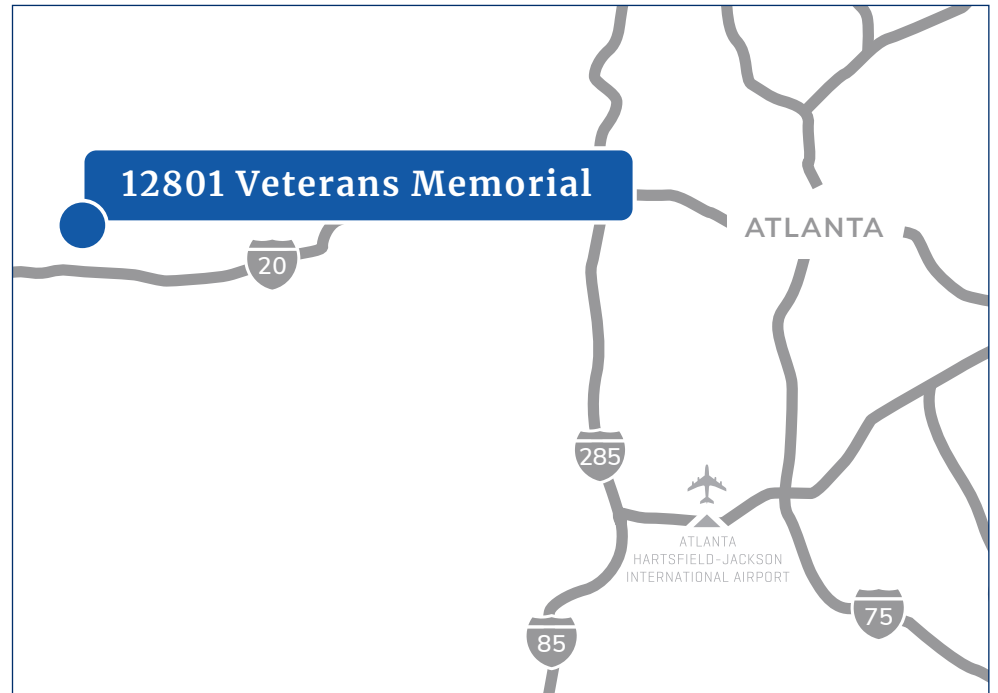 12801 Veterans Memorial
ATLANTA
20
285
ATLANTA
HARTSFIELD-JACKSON
INTERNATIONAL AIRPORT
75
85